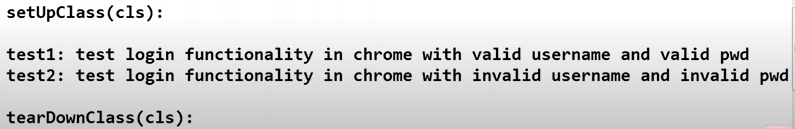 setUpClass(cls):
test1: test login functionality in chrome with valid username and valid pwd
test2: test login functionality in chrome with invalid username and invalid pwd
tearDownClass(cls):